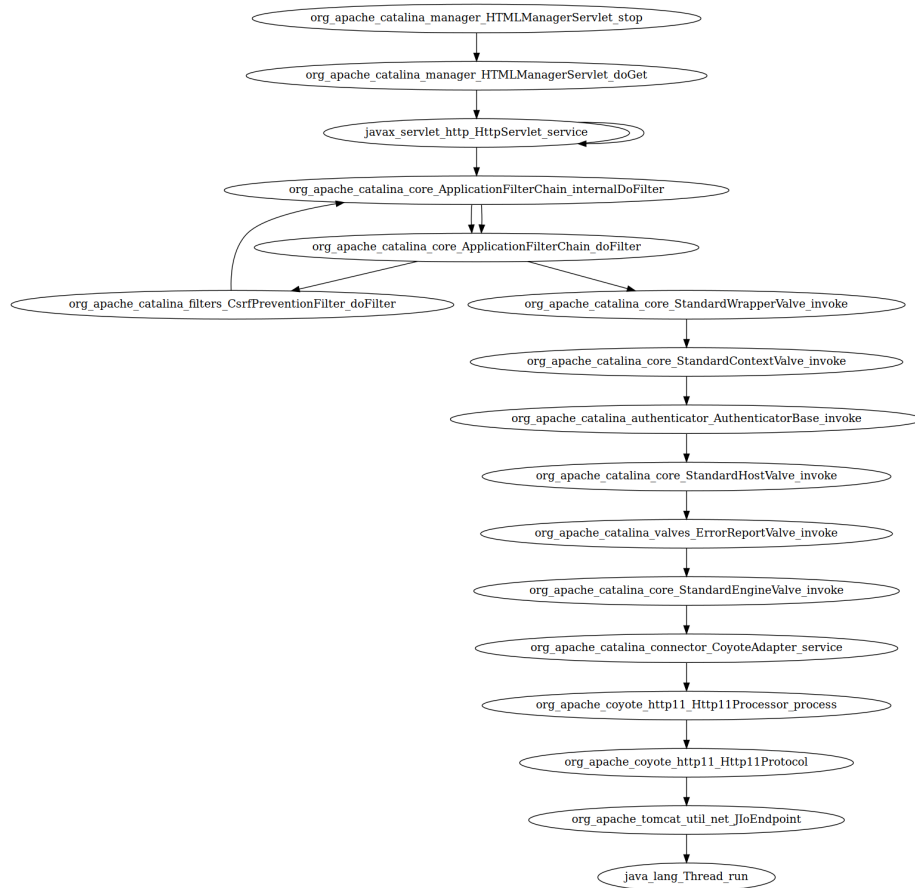 org_apache_catalina_manager_HTMLManagerServlet_stop
org_apache_catalina_manager_HTMLManagerServlet_doGet
javax_servlet_http_HttpServlet_service
org_apache_catalina_core_ApplicationFilterChain_internalDoFilter
org_apache_catalina_core_ApplicationFilterChain_doFilter
org_apache_catalina_filters_CsrfPreventionFilter_doFilter
org_apache_catalina_core_StandardWrapperValve_invoke
org_apache_catalina_core_StandardContextValve_invoke
org_apache_catalina_authenticator_AuthenticatorBase_invoke
org_apache_catalina_core_StandardHostValve_invoke
org_apache_catalina_valves_ErrorReportValve_invoke
org_apache_catalina_core_StandardEngineValve_invoke
org_apache_catalina_connector_CoyoteAdapter_service
org_apache_coyote_http11_Http11Processor_process
org_apache_coyote_http11_Http11Protocol
org_apache_tomcat_util_net_JIoEndpoint
java_lang_Thread_run